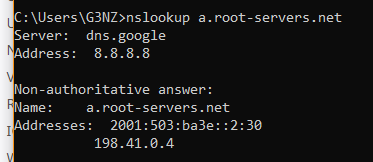 C:\Users\G3NZ>nslookup a.root-servers.net
Server:  dns.google
Address:  8.8.8.8

Non-authoritative answer:
Name:    a.root-servers.net
Addresses:  2001:503:ba3e::2:30
          198.41.0.4